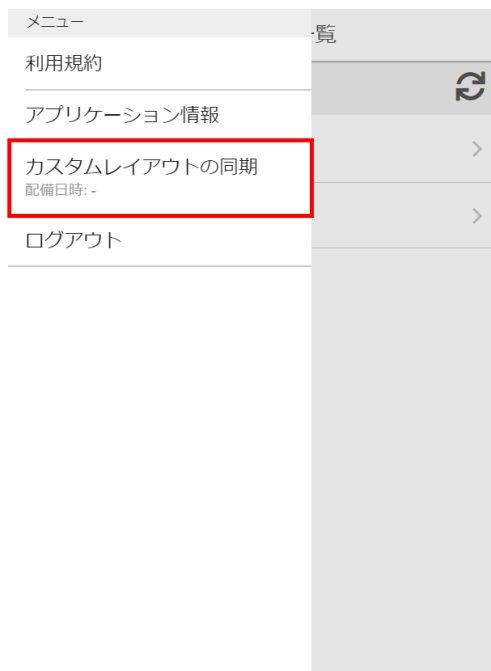 メニュー
覧
利用規約
アプリケーション情報
カスタムレイアウトの同期
配備日時: -
ログアウト